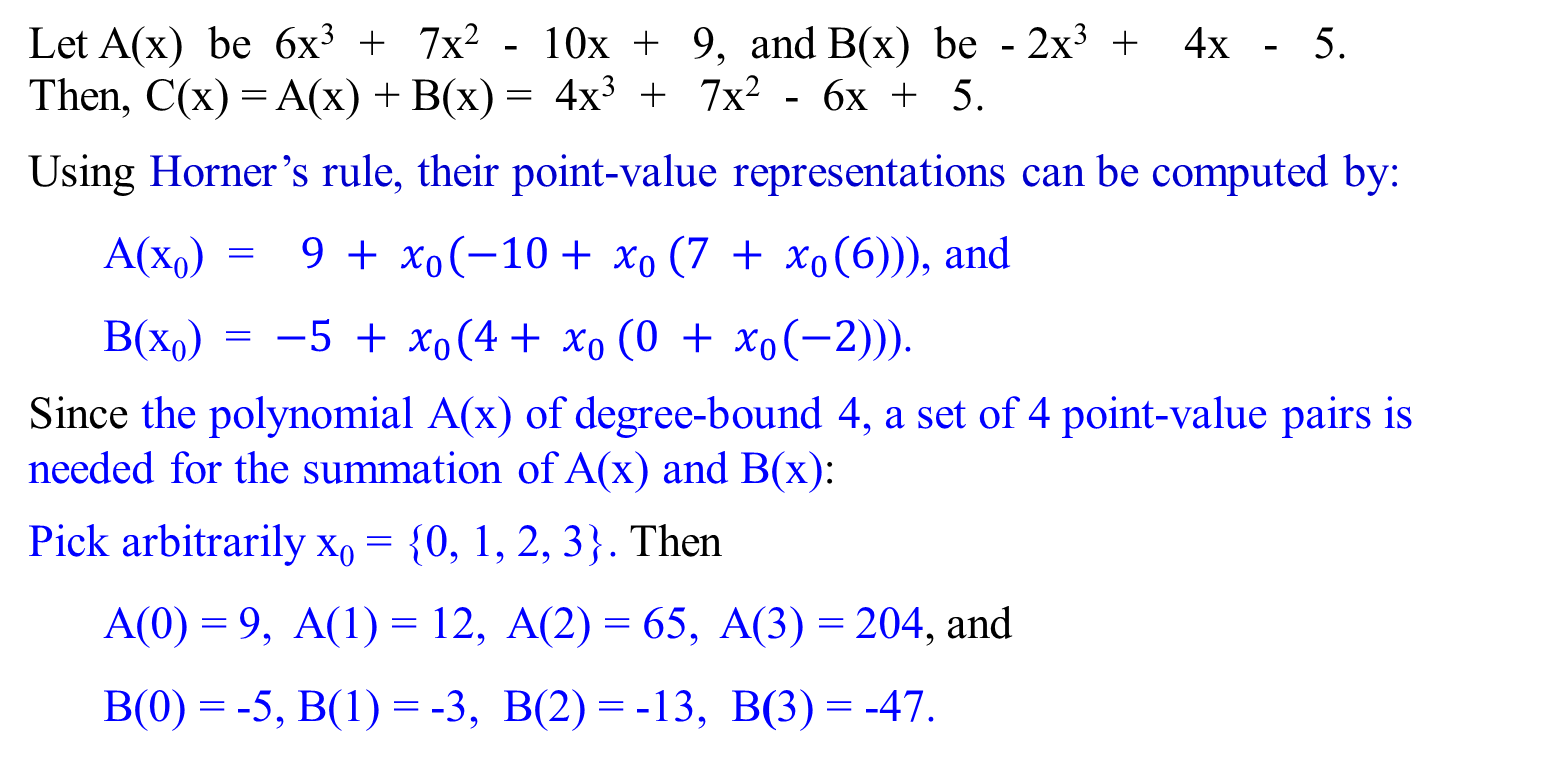 Let A(x) be 6x³ + 7x² - 10x + 9, and B(x) be - 2x³ + 4x - 5.
Then, C(x) = A(x) + B(x) = 4x³ + 7x² - 6x + 5.
Using Horner’s rule, their point-value representations can be computed by:
A(x₀) = 9 + x₀(−10 + x₀ (7 + x₀(6))), and
B(x₀) = −5 + x₀(4 + x₀ (0 + x₀(−2))).
Since the polynomial A(x) of degree-bound 4, a set of 4 point-value pairs is
needed for the summation of A(x) and B(x):
Pick arbitrarily x₀ = {0, 1, 2, 3}. Then
A(0) = 9, A(1) = 12, A(2) = 65, A(3) = 204, and
B(0) = -5, B(1) = -3, B(2) = -13, B(3) = -47.